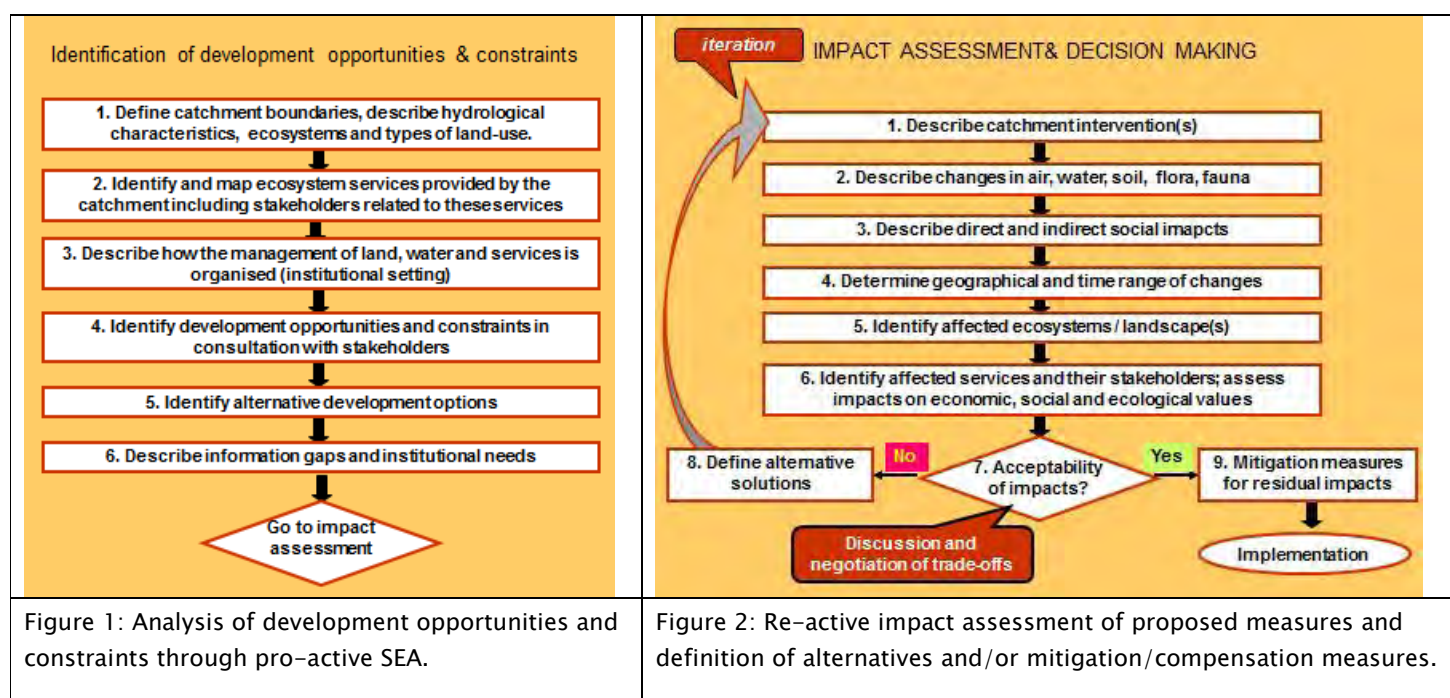 Identification of development opportunities & constraints
1. Define catchment boundaries, describe hydrological
characteristics, ecosystems and types of land-use.
2. Identify and map ecosystem services provided by the
catchment including stakeholders related to these services
3. Describe how the management of land, water and services is
organised (institutional setting)
4. Identify development opportunities and constraints in
consultation with stakeholders
5. Identify alternative development options
6. Describe information gaps and institutional needs
Go to impact
assessment
Figure 1: Analysis of development opportunities and
constraints through pro-active SEA.
iteration
IMPACT ASSESSMENT& DECISION MAKING
1. Describe catchment intervention(s)
2. Describe changes in air, water, soil, flora, fauna
3. Describe direct and indirect social imapcts
4. Determine geographical and time range of changes
5. Identify affected ecosystems / landscape(s)
6. Identify affected services and their stakeholders; assess
impacts on economic, social and ecological values
7. Acceptability
of impacts?
No
8. Define alternative
solutions
Yes
9. Mitigation measures
for residual impacts
Discussion and
negotiation of trade-offs
Implementation
Figure 2: Re-active impact assessment of proposed measures and
definition of alternatives and/or mitigation/compensation measures.